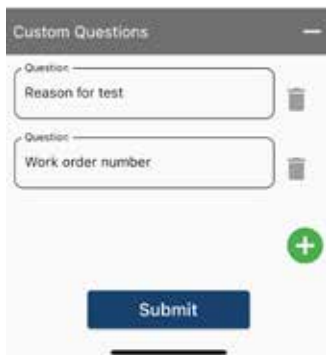 Custom Questions
Question
Reason for test
Question
Work order number
Submit